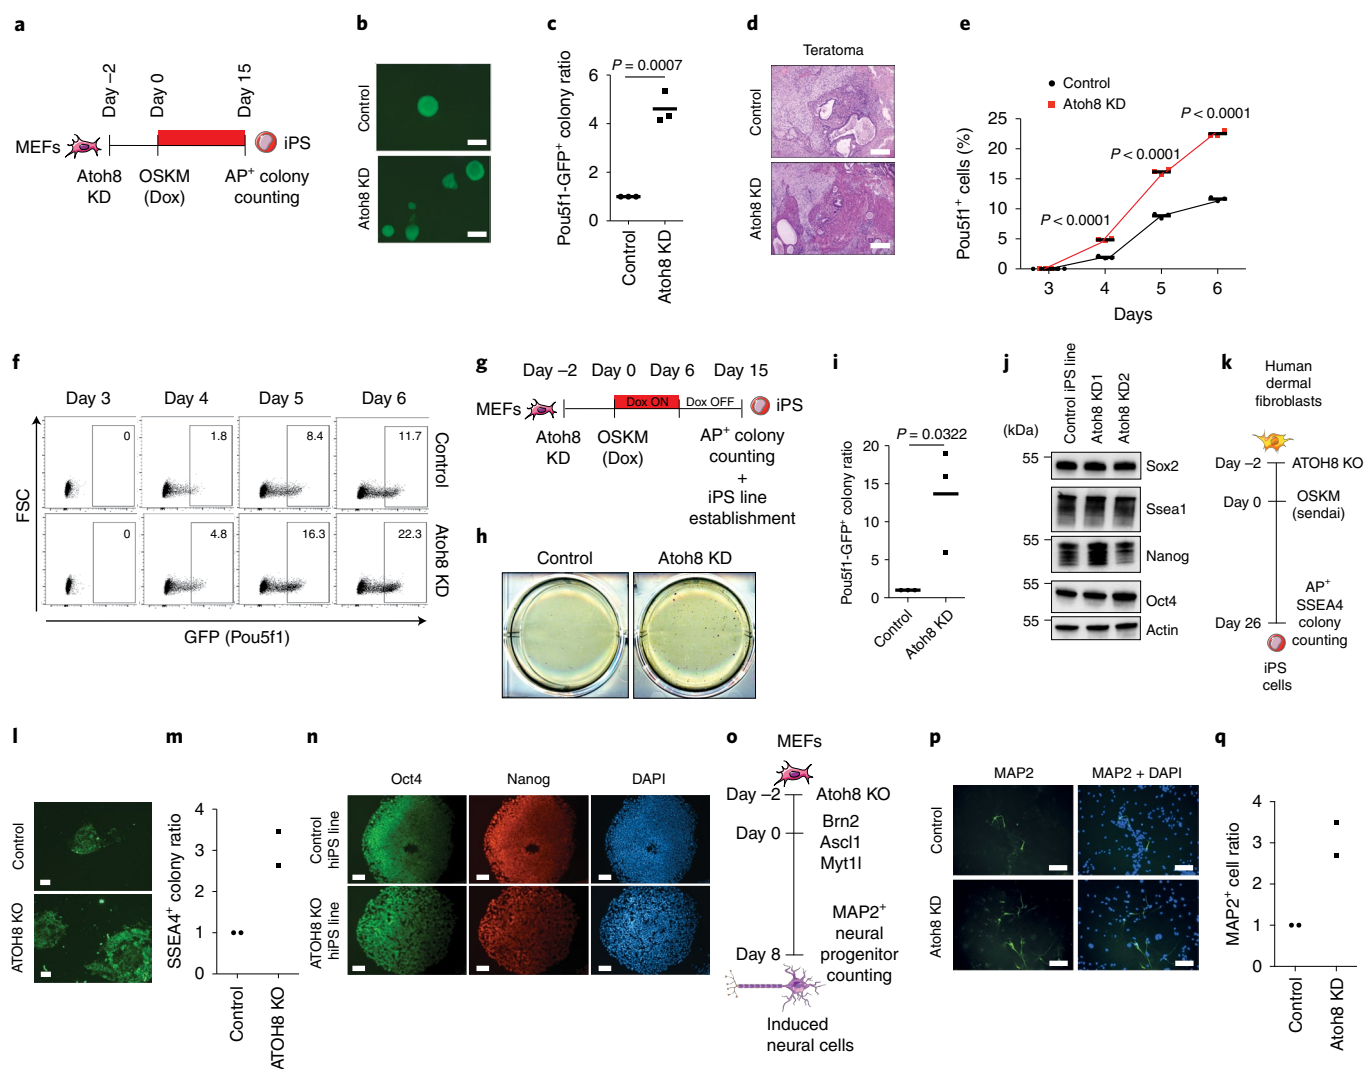 a
Day –2
Day 0
Day 15
MEFs
iPS
Atoh8
KD
OSKM
(Dox)
AP⁺ colony
counting
b
Control
Atoh8 KD
c
Pou5f1-GFP⁺ colony ratio
P = 0.0007
6
4
2
0
Control
Atoh8 KD
d
Teratoma
Control
Atoh8 KD
e
Control
Atoh8 KD
Pou5f1⁺ cells (%)
25
20
15
10
5
0
P < 0.0001
P < 0.0001
P < 0.0001
3 4 5 6
Days
f
Day 3 Day 4 Day 5 Day 6
0 1.8 8.4 11.7
Control
0 4.8 16.3 22.3
Atoh8 KD
FSC
GFP (Pou5f1)
g
Day –2 Day 0 Day 6 Day 15
MEFs
Dox ON
Dox OFF
iPS
Atoh8
KD
OSKM
(Dox)
AP⁺ colony
counting
+
iPS line
establishment
h
Control Atoh8 KD
i
Pou5f1-GFP⁺ colony ratio
P = 0.0322
20
15
10
5
0
Control
Atoh8 KD
j
Control iPS line
Atoh8 KD1
Atoh8 KD2
(kDa)
55 Sox2
Ssea1
55 Nanog
55 Oct4
55 Actin
k
Human
dermal
fibroblasts
Day –2 ATOH8 KO
Day 0 OSKM
(sendai)
AP⁺
SSEA4
colony
counting
Day 26
iPS
cells
l
Control
ATOH8 KO
m
SSEA4⁺ colony ratio
4
3
2
1
0
Control
ATOH8 KO
n
Oct4 Nanog DAPI
Control
hiPS line
ATOH8 KO
hiPS line
o
MEFs
Day –2 Atoh8 KO
Day 0
Brn2
Ascl1
Myt1l
MAP2⁺
neural
progenitor
counting
Day 8
Induced
neural cells
p
MAP2 MAP2 + DAPI
Control
Atoh8 KD
q
MAP2⁺ cell ratio
4
3
2
1
0
Control
Atoh8 KD